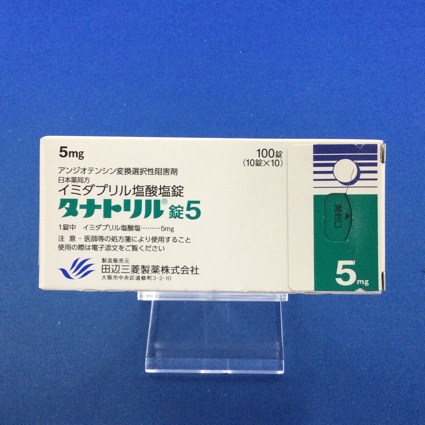 5mg
100錠
(10錠×10)
アンジオテンシン変換選択性阻害剤
日本薬局方
イミダプリル塩酸塩錠
タナトリル錠5
1錠中 イミダプリル塩酸塩………5mg
注意-医師等の処方箋により使用すること
使用の際は電子添文をご覧ください
製造販売元
田辺三菱製薬株式会社
大阪市中央区道修町3-2-10
開封口
5mg